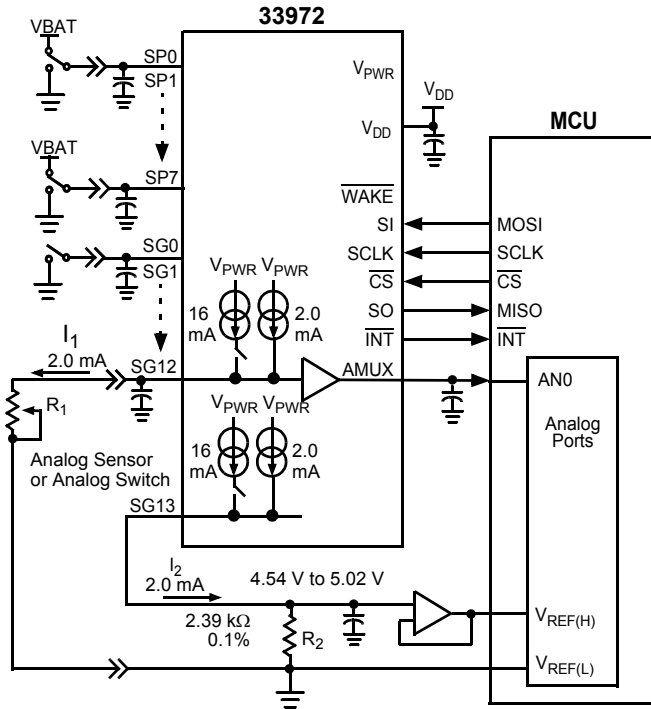 33972
VBAT
SP0
SP1
VBAT
SP7
SG0
SG1
I1
2.0 mA
SG12
R1
Analog Sensor
or Analog Switch
SG13
VPWR
VDD
WAKE
SI
SCLK
CS
SO
INT
AMUX
VPWR VPWR
16
mA
2.0
mA
VPWR VPWR
16
mA
2.0
mA
VDD
MCU
MOSI
SCLK
CS
MISO
INT
AN0
Analog
Ports
VREF(H)
VREF(L)
I2
2.0 mA
4.54 V to 5.02 V
2.39 kΩ
0.1%
R2